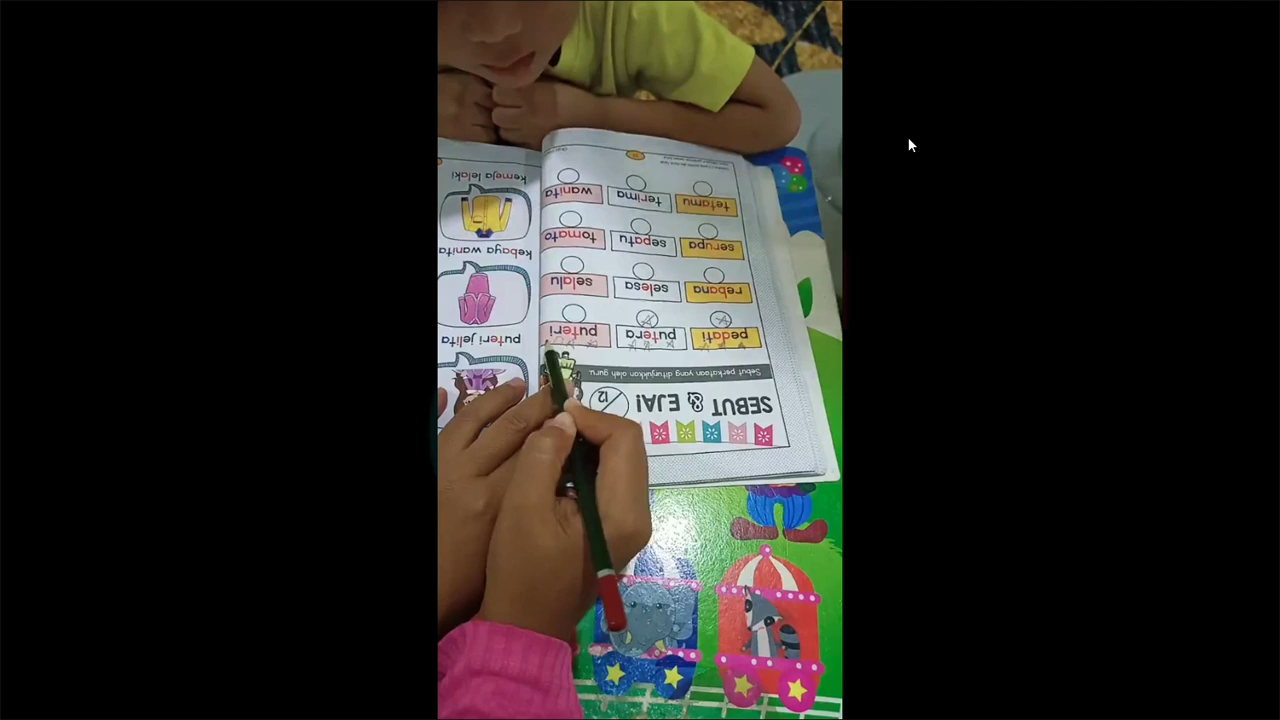 SEBUT & EJA!
12
Sebut perkataan yang ditunjukkan oleh guru.
pedati putera puteri
rebana selesa selalu
serupa sepatu tomato
tetamu terima wanita
puteri jelita
kebaya wanita
kemeja lelaki